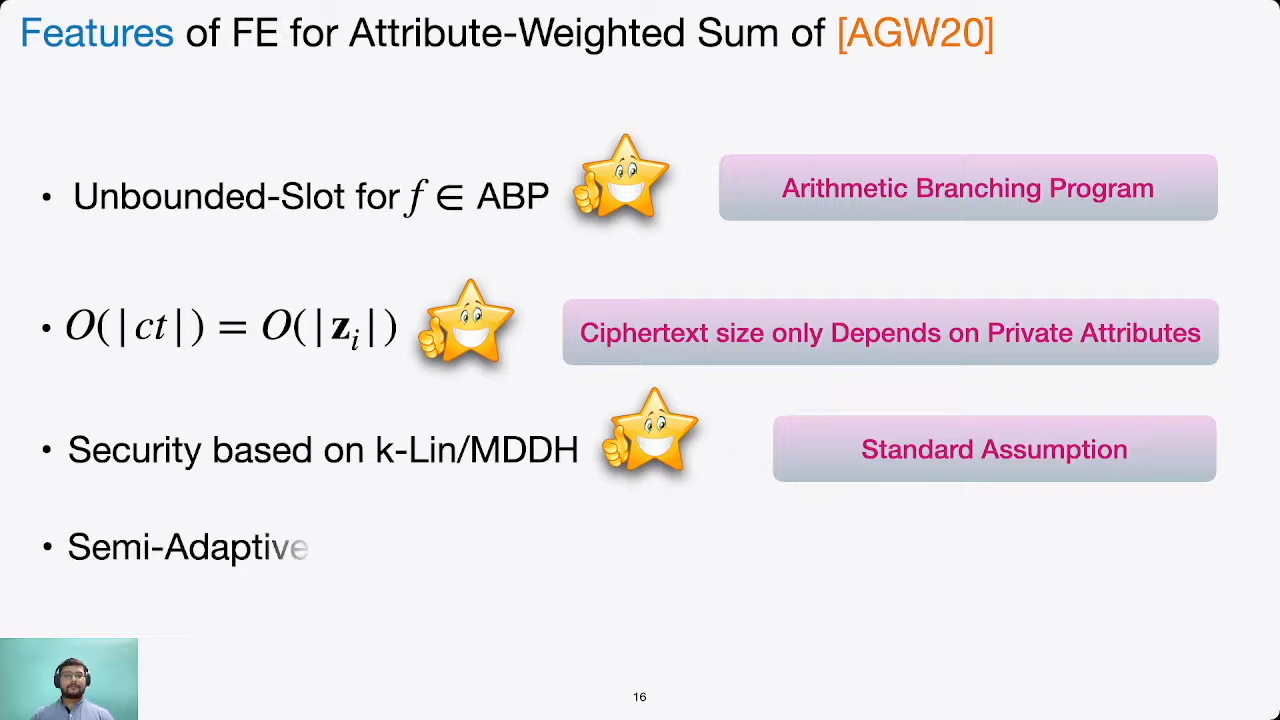 Features of FE for Attribute-Weighted Sum of [AGW20]
• Unbounded-Slot for f ∈ ABP
Arithmetic Branching Program
• O(|ct|) = O(|𝐳ᵢ|)
Ciphertext size only Depends on Private Attributes
• Security based on k-Lin/MDDH
Standard Assumption
• Semi-Adaptive
16